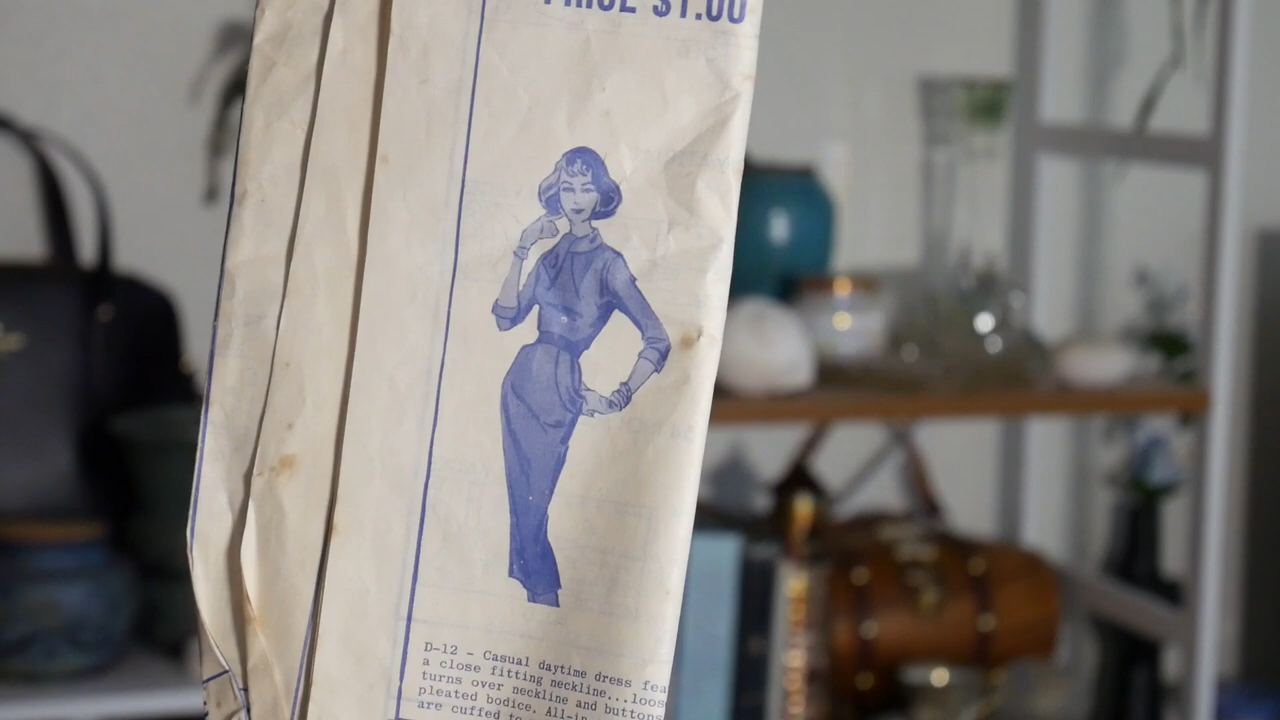 PRICE $1.00
D-12 - Casual daytime dress fea
a close fitting neckline...loos
turns over neckline and buttons
pleated bodice. All-in
are cuffed to